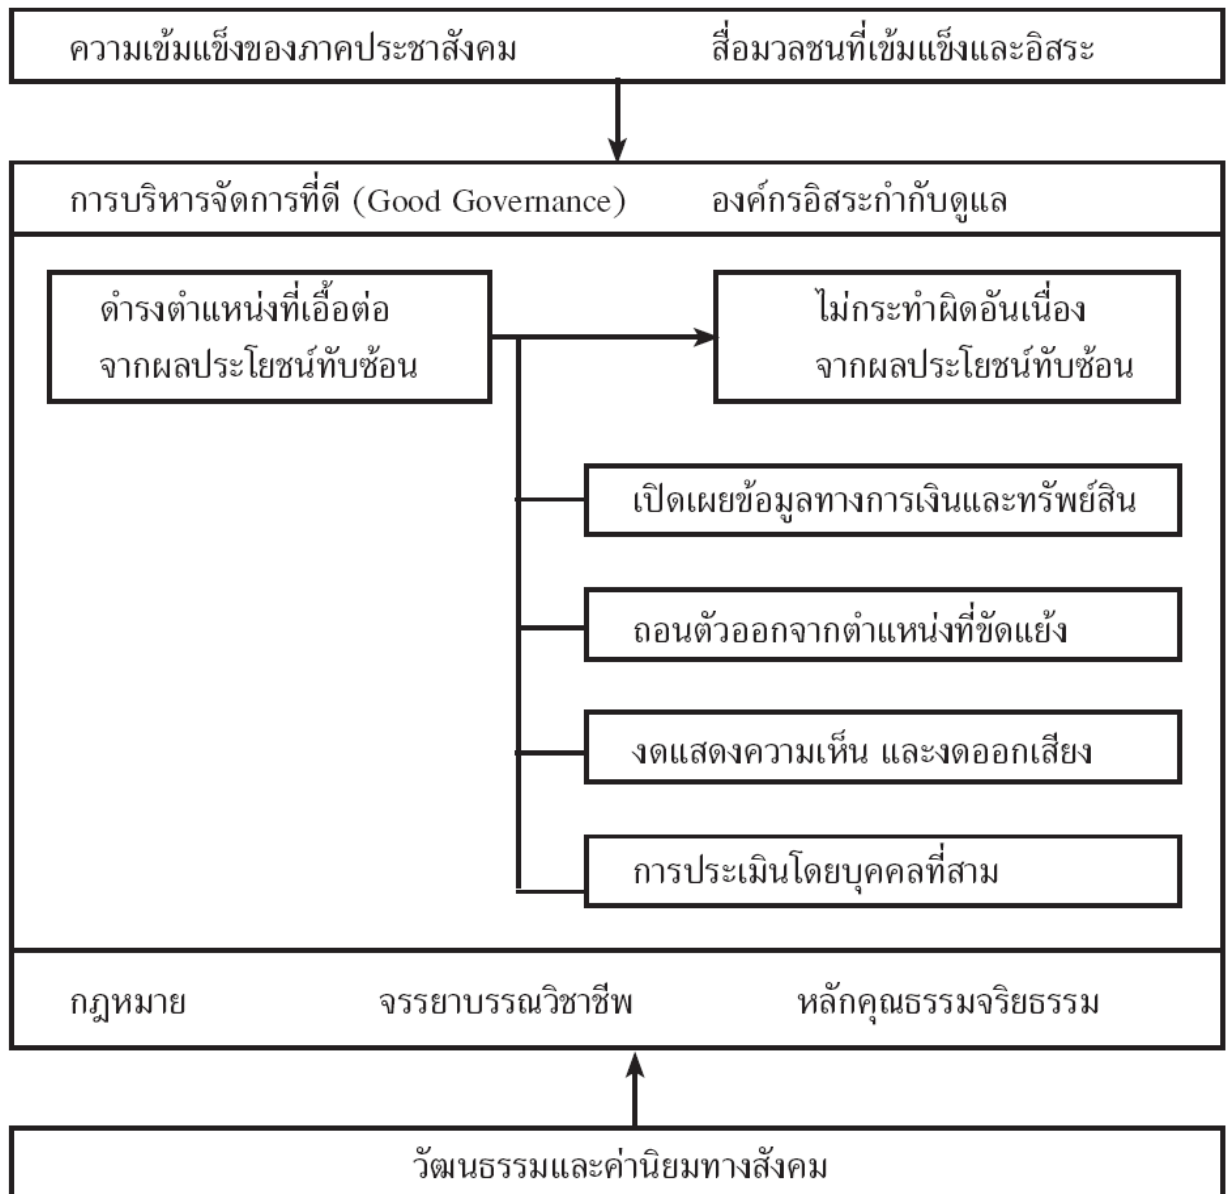 ความเข้มแข็งของภาคประชาสังคม สื่อมวลชนที่เข้มแข็งและอิสระ
การบริหารจัดการที่ดี (Good Governance) องค์กรอิสระกำกับดูแล
ดำรงตำแหน่งที่เอื้อต่อ
จากผลประโยชน์ทับซ้อน
ไม่กระทำผิดอันเนื่อง
จากผลประโยชน์ทับซ้อน
เปิดเผยข้อมูลทางการเงินและทรัพย์สิน
ถอนตัวออกจากตำแหน่งที่ขัดแย้ง
งดแสดงความเห็น และงดออกเสียง
การประเมินโดยบุคคลที่สาม
กฎหมาย จรรยาบรรณวิชาชีพ หลักคุณธรรมจริยธรรม
วัฒนธรรมและค่านิยมทางสังคม